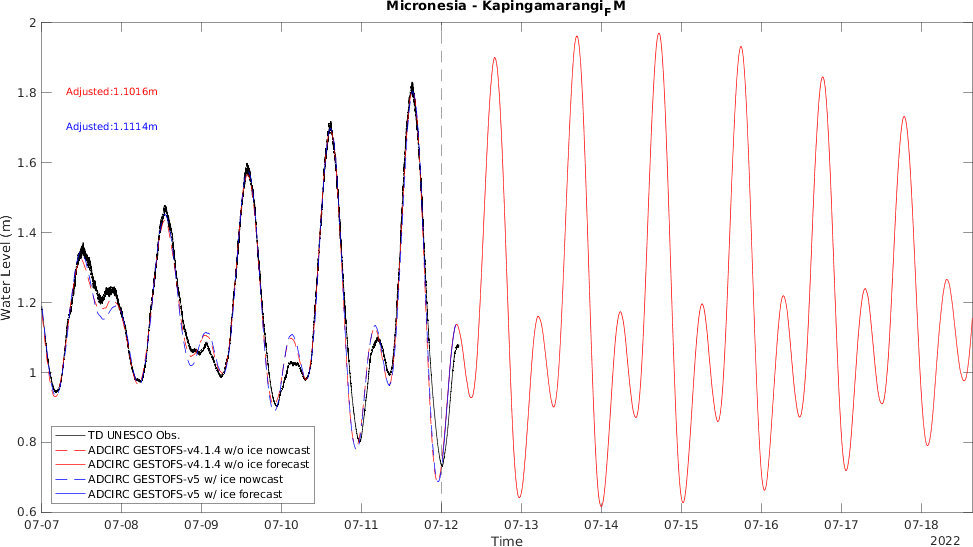 Micronesia - Kapingamarangi_FM
2
1.8
1.6
1.4
1.2
1
0.8
0.6
Water Level (m)
Adjusted:1.1016m
Adjusted:1.1114m
TD UNESCO Obs.
ADCIRC GESTOFS-v4.1.4 w/o ice nowcast
ADCIRC GESTOFS-v4.1.4 w/o ice forecast
ADCIRC GESTOFS-v5 w/ ice nowcast
ADCIRC GESTOFS-v5 w/ ice forecast
07-07 07-08 07-09 07-10 07-11 07-12 07-13 07-14 07-15 07-16 07-17 07-18
Time
2022